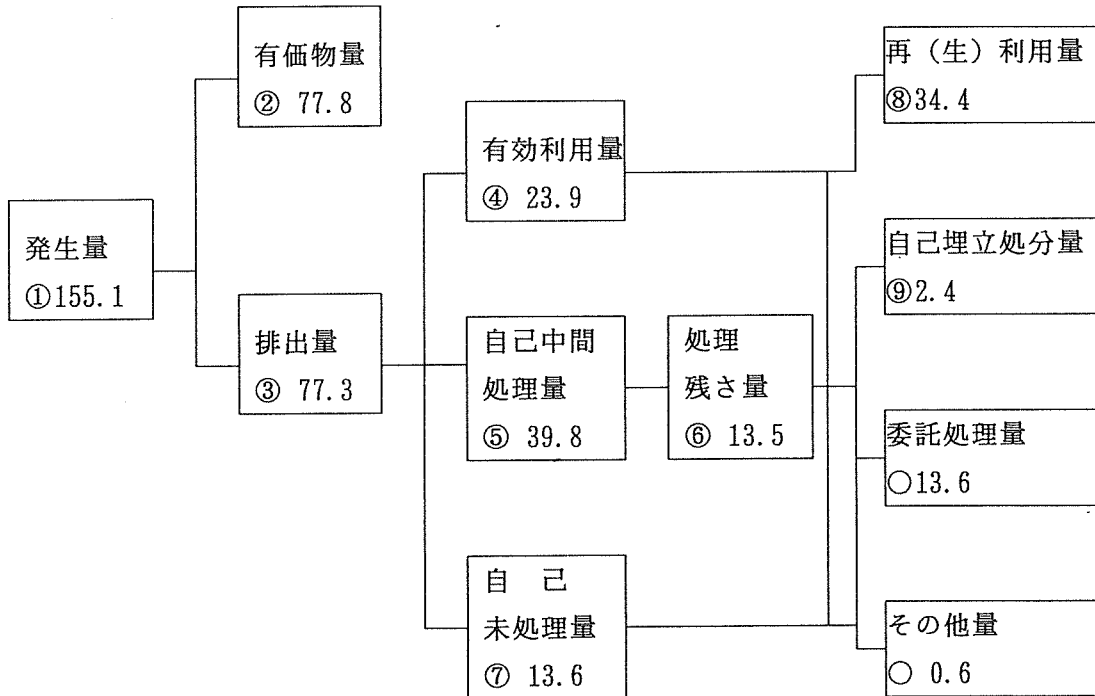 発生量
①155.1
有価物量
② 77.8
排出量
③ 77.3
有効利用量
④ 23.9
自己中間
処理量
⑤ 39.8
処理
残さ量
⑥ 13.5
自　己
未処理量
⑦ 13.6
再（生）利用量
⑧34.4
自己埋立処分量
⑨2.4
委託処理量
○13.6
その他量
○ 0.6